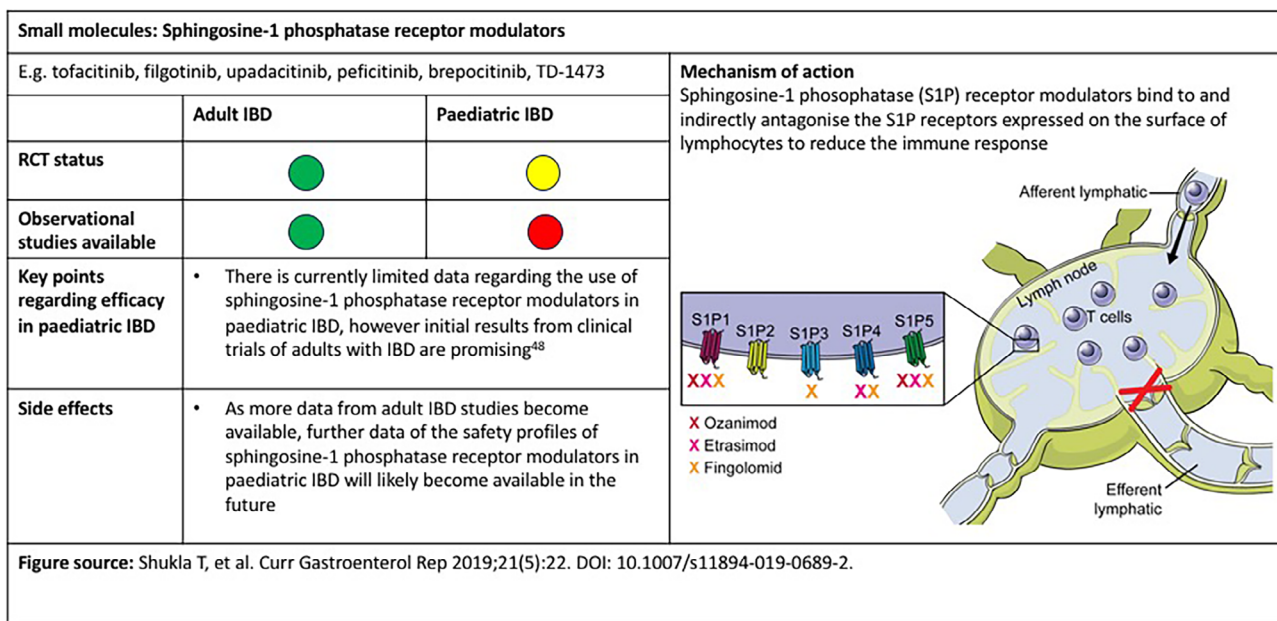 Small molecules: Sphingosine-1 phosphatase receptor modulators
E.g. tofacitinib, filgotinib, upadacitinib, peficitinib, brepocitinib, TD-1473
Adult IBD
Paediatric IBD
RCT status
Observational
studies available
Key points
regarding efficacy
in paediatric IBD
• There is currently limited data regarding the use of
sphingosine-1 phosphatase receptor modulators in
paediatric IBD, however initial results from clinical
trials of adults with IBD are promising48
Side effects
• As more data from adult IBD studies become
available, further data of the safety profiles of
sphingosine-1 phosphatase receptor modulators in
paediatric IBD will likely become available in the
future
Mechanism of action
Sphingosine-1 phosophatase (S1P) receptor modulators bind to and
indirectly antagonise the S1P receptors expressed on the surface of
lymphocytes to reduce the immune response
Afferent lymphatic
Lymph node
T cells
S1P1
S1P2
S1P3
S1P4
S1P5
XXX
X
XX
XXX
X Ozanimod
X Etrasimod
X Fingolomid
Efferent
lymphatic
Figure source: Shukla T, et al. Curr Gastroenterol Rep 2019;21(5):22. DOI: 10.1007/s11894-019-0689-2.